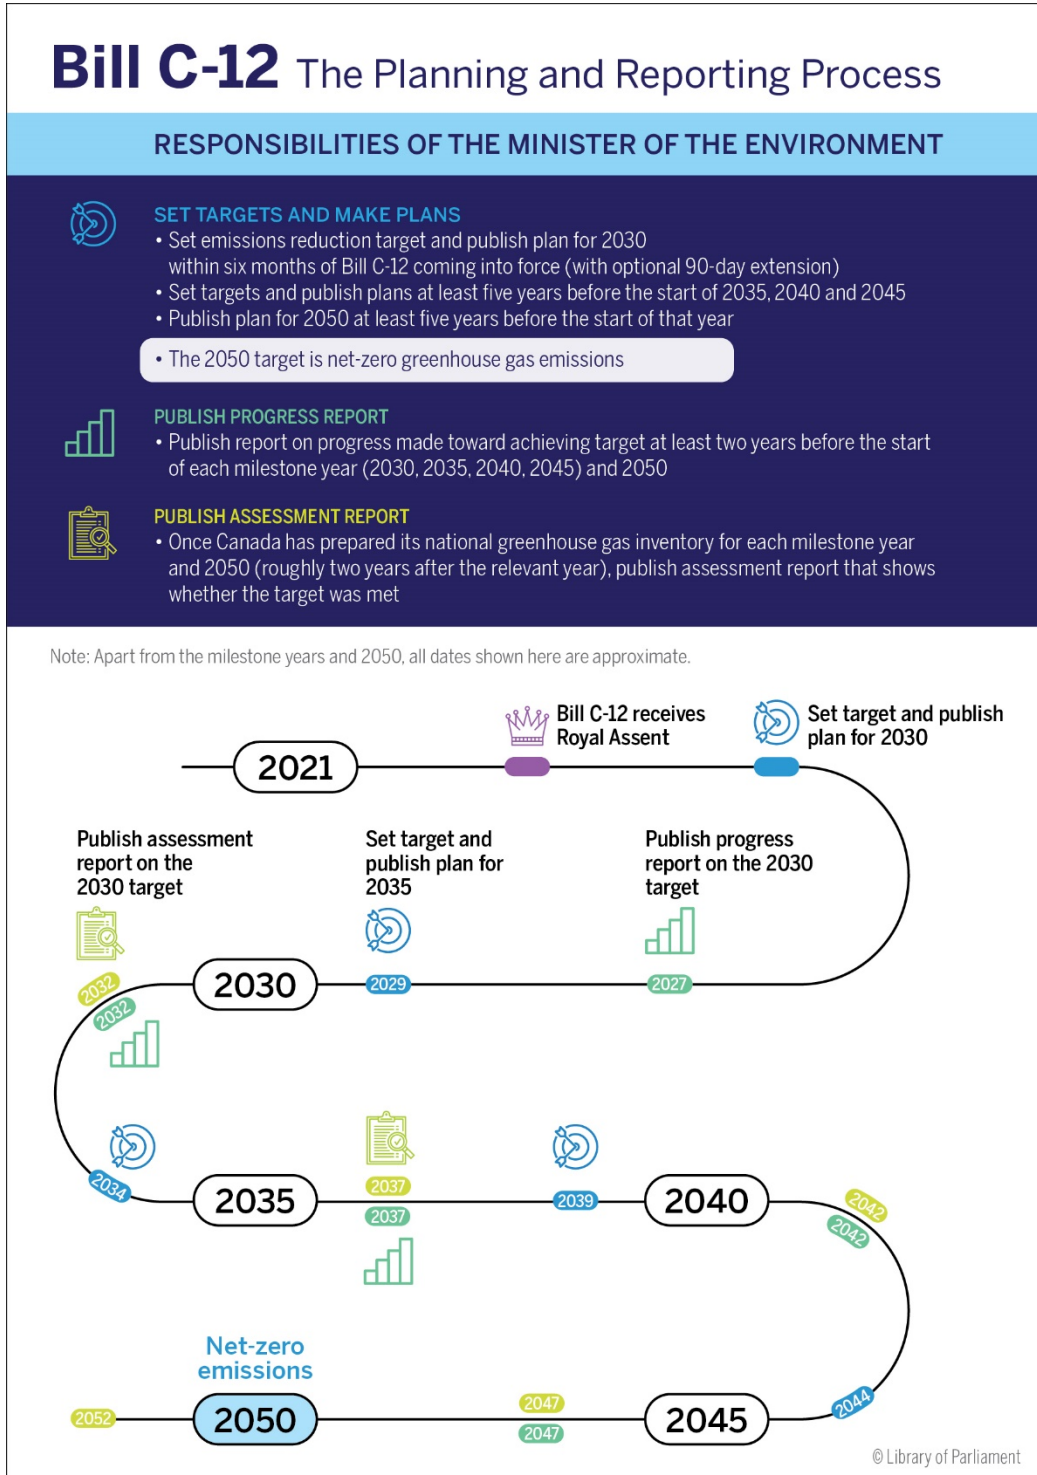 Bill C-12 The Planning and Reporting Process
RESPONSIBILITIES OF THE MINISTER OF THE ENVIRONMENT
SET TARGETS AND MAKE PLANS
• Set emissions reduction target and publish plan for 2030
within six months of Bill C-12 coming into force (with optional 90-day extension)
• Set targets and publish plans at least five years before the start of 2035, 2040 and 2045
• Publish plan for 2050 at least five years before the start of that year
• The 2050 target is net-zero greenhouse gas emissions
PUBLISH PROGRESS REPORT
• Publish report on progress made toward achieving target at least two years before the start
of each milestone year (2030, 2035, 2040, 2045) and 2050
PUBLISH ASSESSMENT REPORT
• Once Canada has prepared its national greenhouse gas inventory for each milestone year
and 2050 (roughly two years after the relevant year), publish assessment report that shows
whether the target was met
Note: Apart from the milestone years and 2050, all dates shown here are approximate.
2021
Bill C-12 receives
Royal Assent
Set target and publish
plan for 2030
Publish assessment
report on the
2030 target
Set target and
publish plan for
2035
Publish progress
report on the 2030
target
2032
2032
2030
2029
2027
2034
2035
2037
2037
2039
2040
2042
2042
Net-zero
emissions
2052
2050
2047
2047
2045
2044
© Library of Parliament